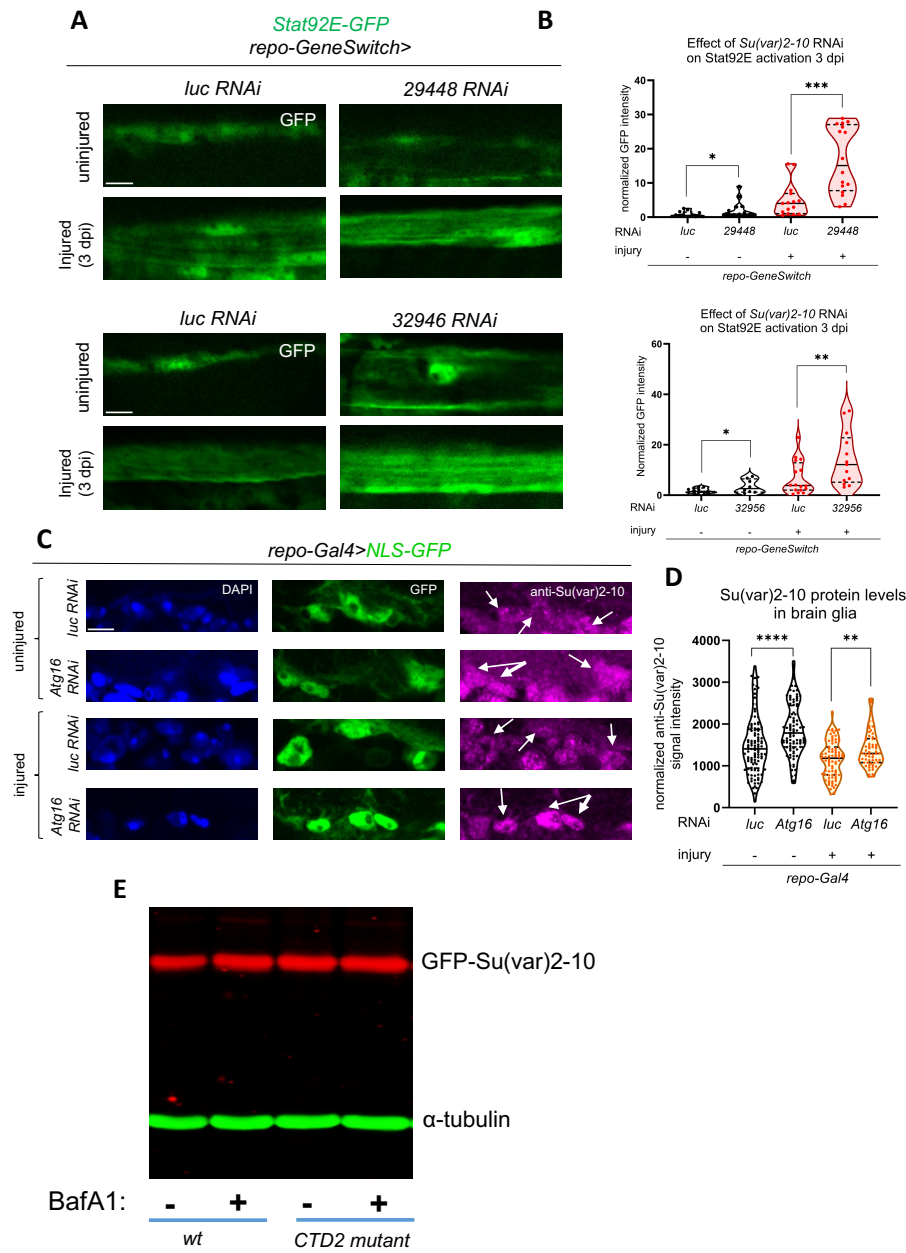 A
Stat92E-GFP
repo-GeneSwitch>
luc RNAi
29448 RNAi
uninjured
GFP
Injured
(3 dpi)
luc RNAi
32946 RNAi
uninjured
GFP
Injured
(3 dpi)
B
Effect of Su(var)2-10 RNAi
on Stat92E activation 3 dpi
normalized GFP intensity
40
30
20
10
0
*
***
RNAi
luc
29448
luc
29448
injury
-
-
+
+
repo-GeneSwitch
Effect of Su(var)2-10 RNAi
on Stat92E activation 3 dpi
Normalized GFP intensity
60
40
20
0
*
**
RNAi
luc
32956
luc
32956
injury
-
-
+
+
repo-GeneSwitch
C
repo-Gal4>NLS-GFP
uninjured
luc RNAi
DAPI
GFP
anti-Su(var)2-10
Atg16
RNAi
injured
luc RNAi
Atg16
RNAi
D
Su(var)2-10 protein levels
in brain glia
normalized anti-Su(var)2-10
signal intensity
4000
3000
2000
1000
0
****
**
RNAi
luc
Atg16
luc
Atg16
injury
-
-
+
+
repo-Gal4
E
GFP-Su(var)2-10
α-tubulin
BafA1:
-
+
-
+
wt
CTD2 mutant